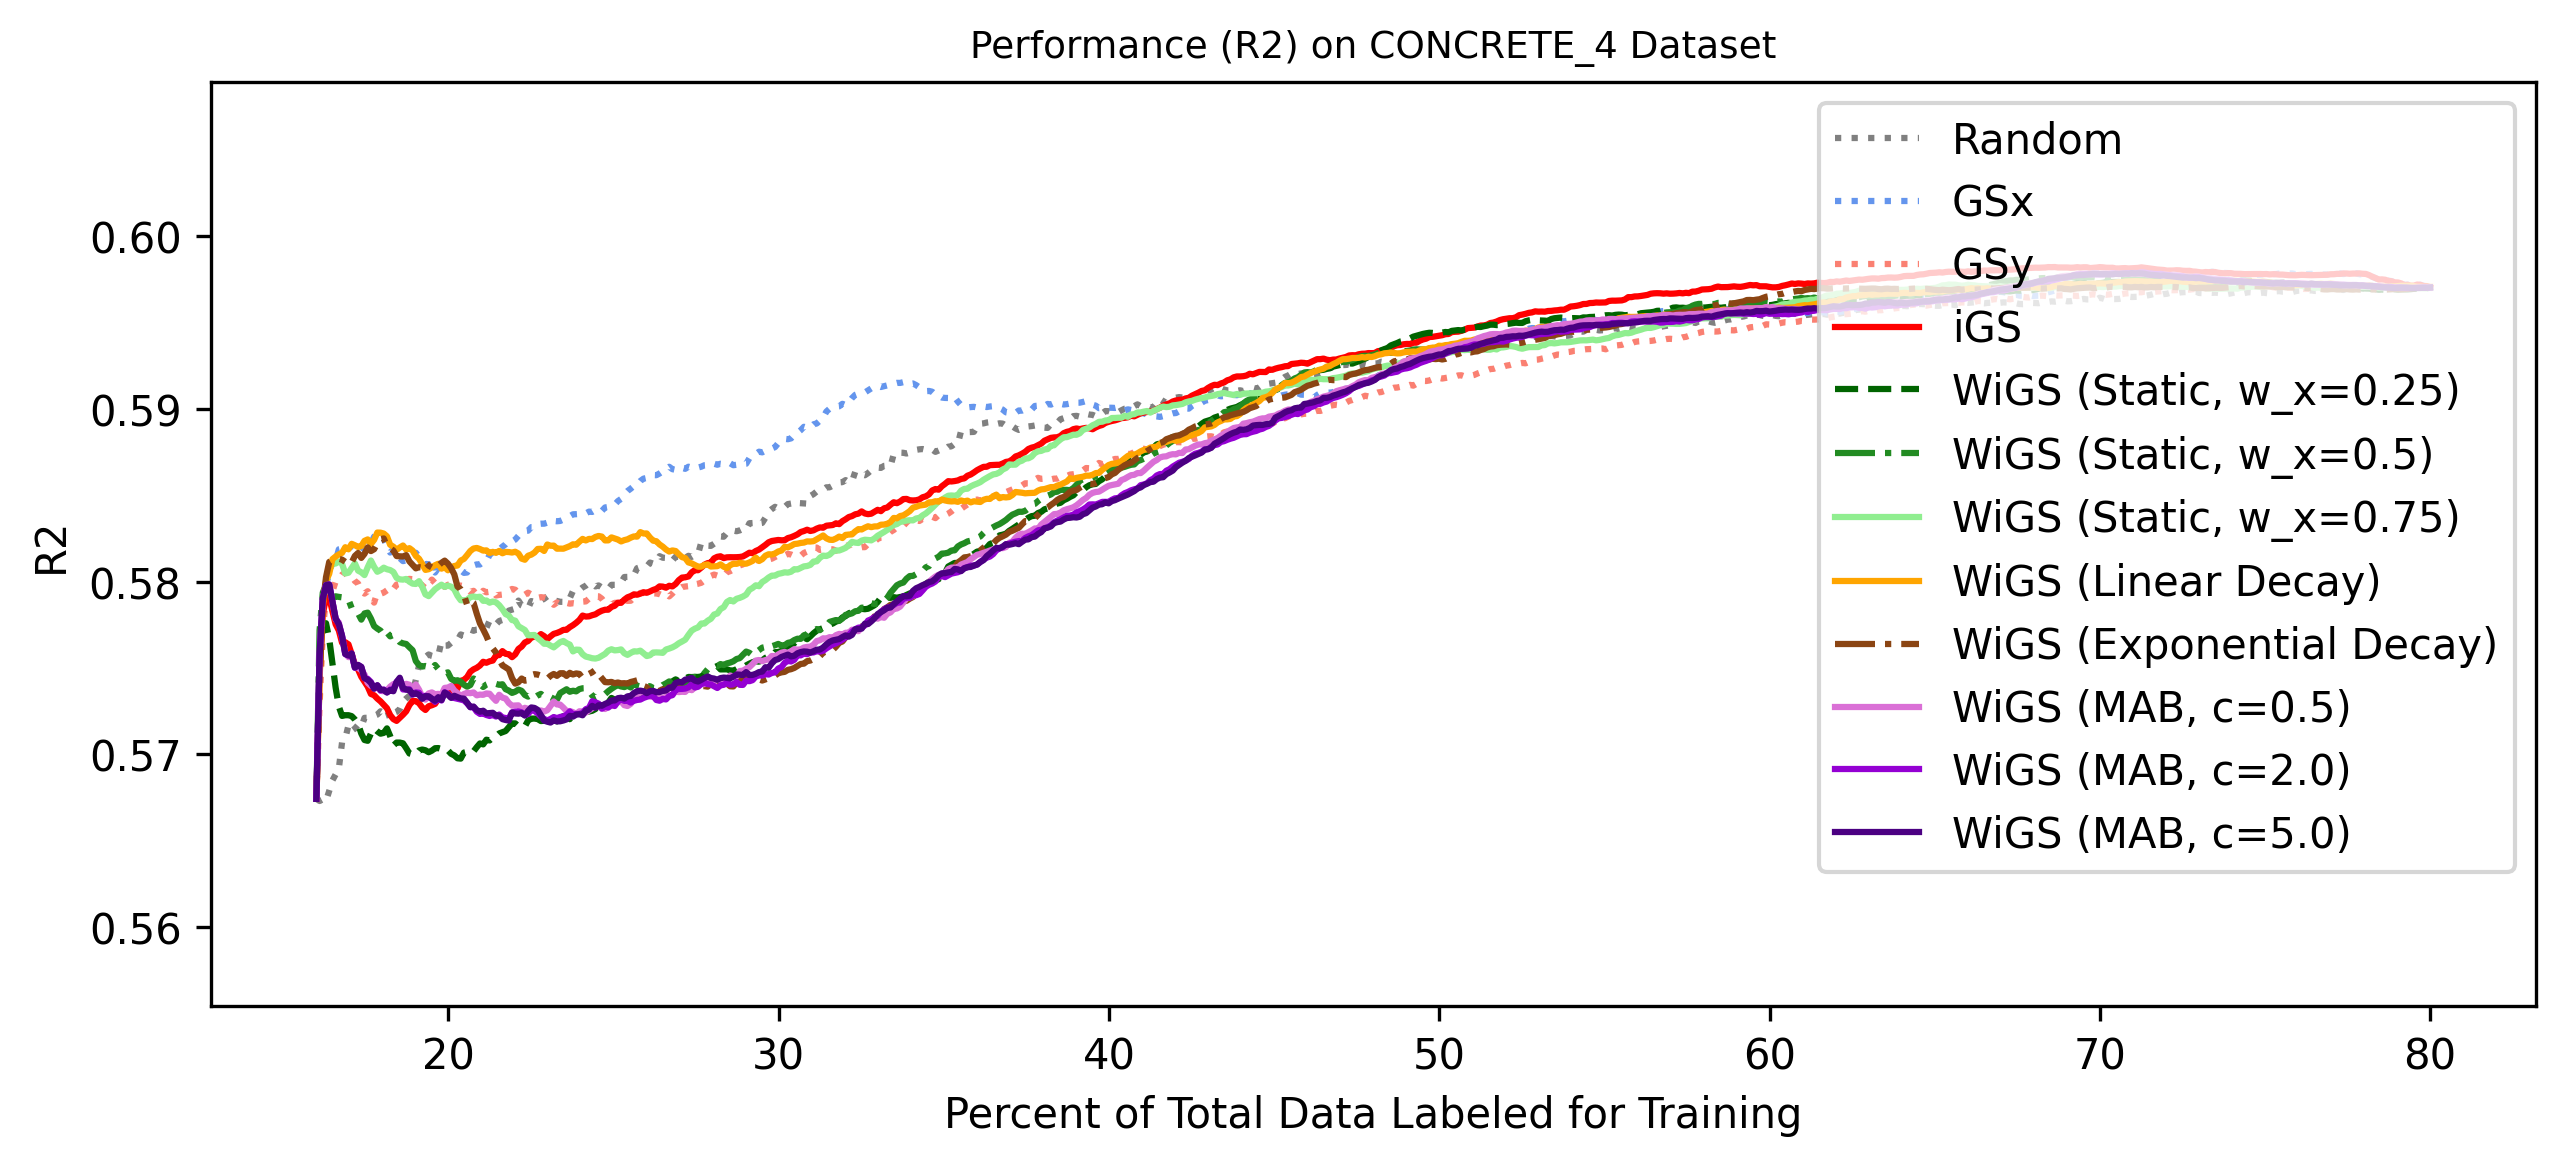 Performance (R2) on CONCRETE_4 Dataset
R2
0.60
0.59
0.58
0.57
0.56
20 30 40 50 60 70 80
Percent of Total Data Labeled for Training
Random
GSx
GSy
iGS
WiGS (Static, w_x=0.25)
WiGS (Static, w_x=0.5)
WiGS (Static, w_x=0.75)
WiGS (Linear Decay)
WiGS (Exponential Decay)
WiGS (MAB, c=0.5)
WiGS (MAB, c=2.0)
WiGS (MAB, c=5.0)